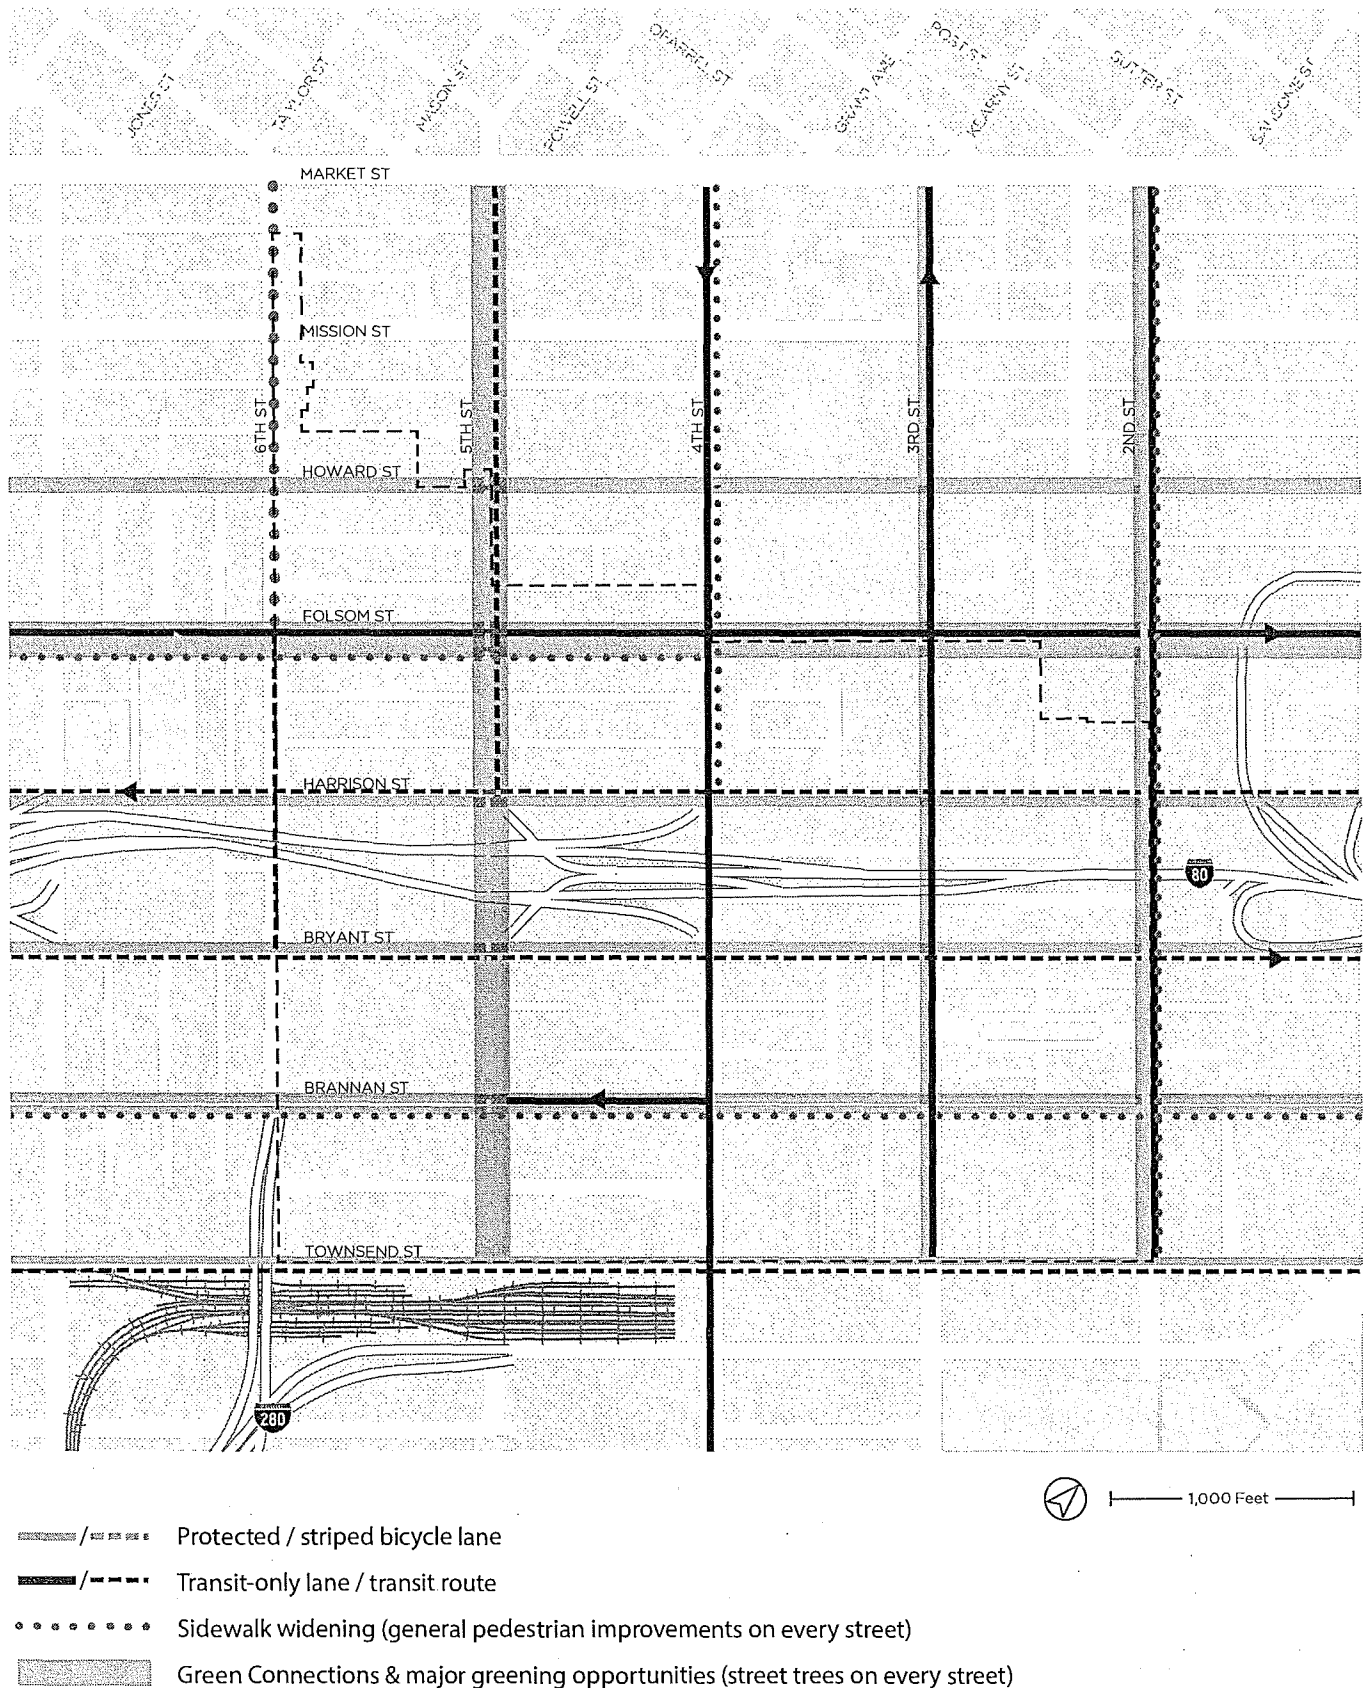 JONES ST
TAYLOR ST
MASON ST
POWELL ST
OFARRELL ST
GRANT AVE
POST ST
KEARNY ST
SUTTER ST
SANSOME ST
MARKET ST
MISSION ST
6TH ST
5TH ST
4TH ST
3RD ST
2ND ST
HOWARD ST
FOLSOM ST
HARRISON ST
80
BRYANT ST
BRANNAN ST
TOWNSEND ST
280
1,000 Feet
/ Protected / striped bicycle lane
/ Transit-only lane / transit route
Sidewalk widening (general pedestrian improvements on every street)
Green Connections & major greening opportunities (street trees on every street)